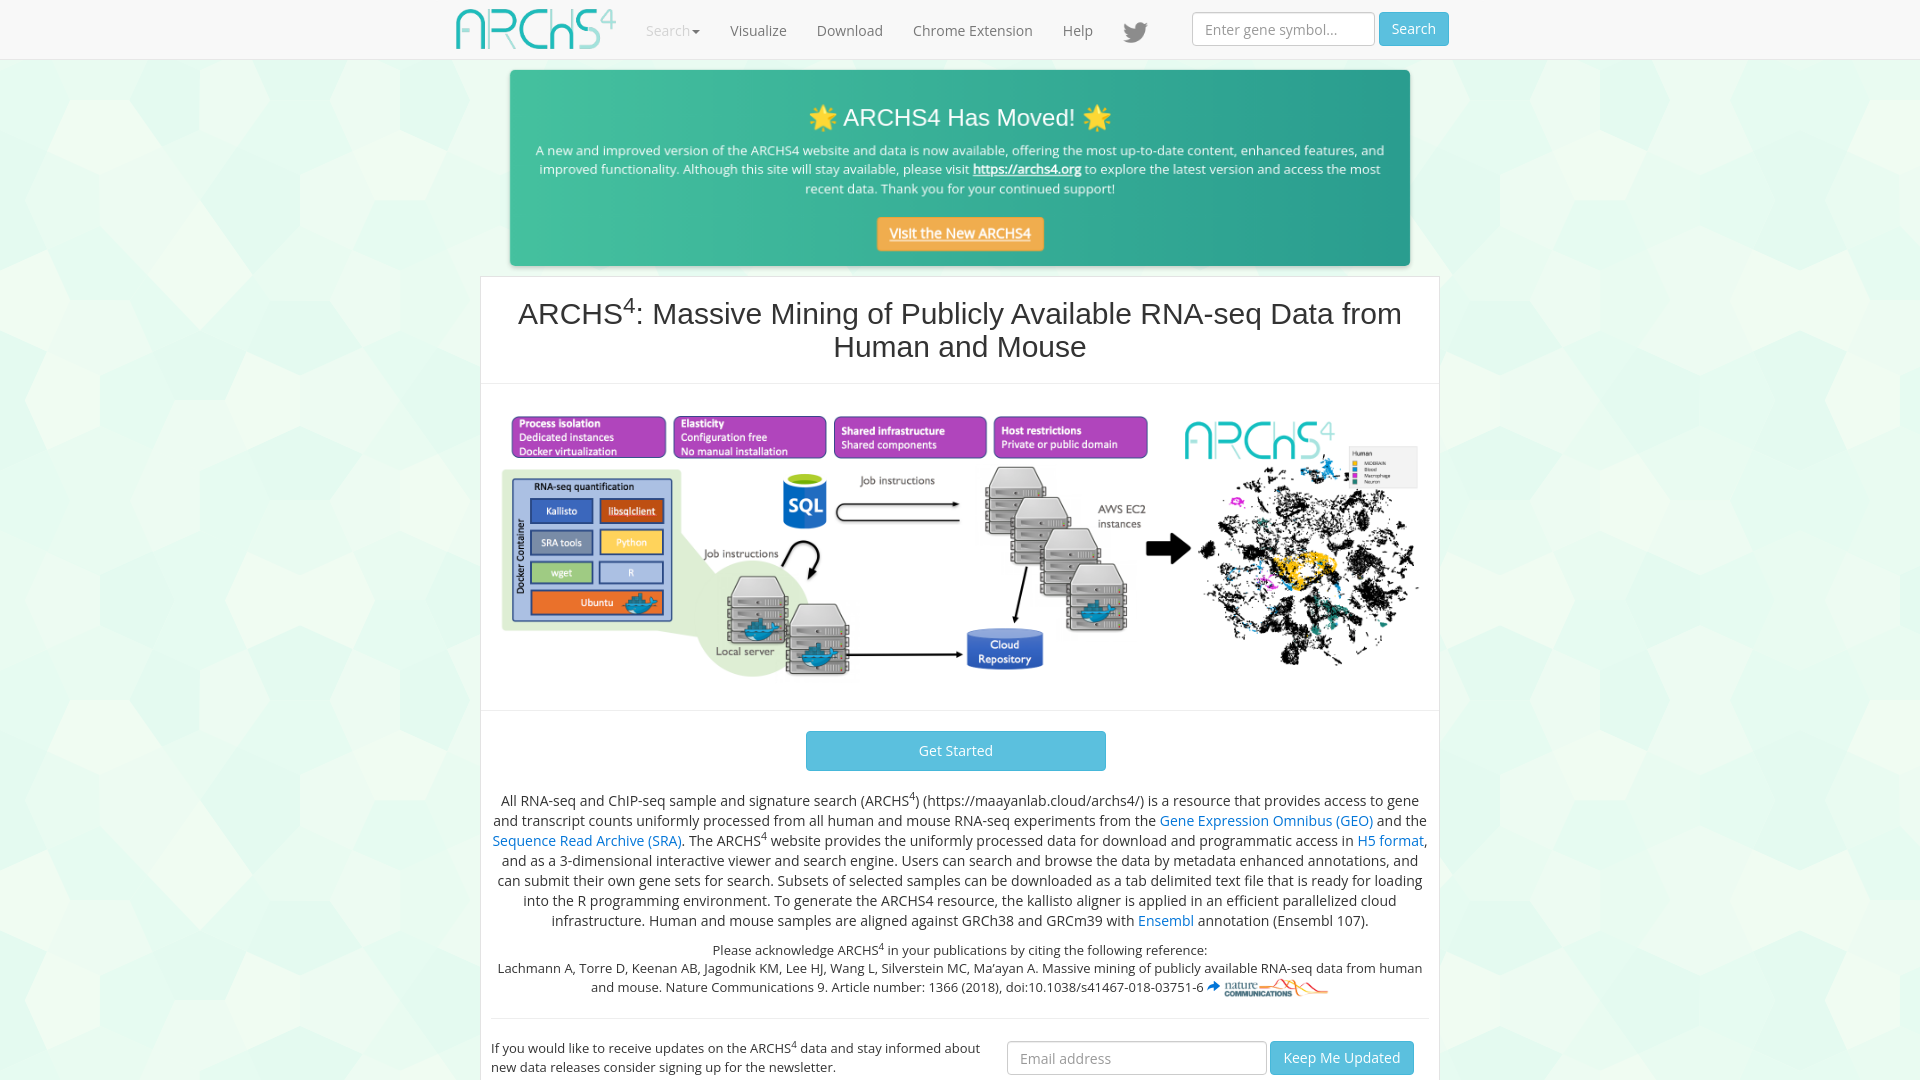 ARCHS4
Search
Visualize
Download
Chrome Extension
Help
Enter gene symbol...
Search
🌟 ARCHS4 Has Moved! 🌟
A new and improved version of the ARCHS4 website and data is now available, offering the most up-to-date content, enhanced features, and
improved functionality. Although this site will stay available, please visit https://archs4.org to explore the latest version and access the most
recent data. Thank you for your continued support!
Visit the New ARCHS4
ARCHS4: Massive Mining of Publicly Available RNA-seq Data from
Human and Mouse
Process isolation
Dedicated instances
Docker virtualization
Elasticity
Configuration free
No manual installation
Shared infrastructure
Shared components
Host restrictions
Private or public domain
ARCHS4
Human
MIDBRAIN
Blood
Macrophage
Neuron
RNA-seq quantification
Docker Container
Kallisto
libsqlclient
SRA tools
Python
wget
R
Ubuntu
SQL
Job instructions
Job instructions
AWS EC2
instances
Local server
Cloud
Repository
Get Started
All RNA-seq and ChIP-seq sample and signature search (ARCHS4) (https://maayanlab.cloud/archs4/) is a resource that provides access to gene
and transcript counts uniformly processed from all human and mouse RNA-seq experiments from the Gene Expression Omnibus (GEO) and the
Sequence Read Archive (SRA). The ARCHS4 website provides the uniformly processed data for download and programmatic access in H5 format,
and as a 3-dimensional interactive viewer and search engine. Users can search and browse the data by metadata enhanced annotations, and
can submit their own gene sets for search. Subsets of selected samples can be downloaded as a tab delimited text file that is ready for loading
into the R programming environment. To generate the ARCHS4 resource, the kallisto aligner is applied in an efficient parallelized cloud
infrastructure. Human and mouse samples are aligned against GRCh38 and GRCm39 with Ensembl annotation (Ensembl 107).
Please acknowledge ARCHS4 in your publications by citing the following reference:
Lachmann A, Torre D, Keenan AB, Jagodnik KM, Lee HJ, Wang L, Silverstein MC, Ma'ayan A. Massive mining of publicly available RNA-seq data from human
and mouse. Nature Communications 9. Article number: 1366 (2018), doi:10.1038/s41467-018-03751-6
nature
COMMUNICATIONS
If you would like to receive updates on the ARCHS4 data and stay informed about
new data releases consider signing up for the newsletter.
Email address
Keep Me Updated